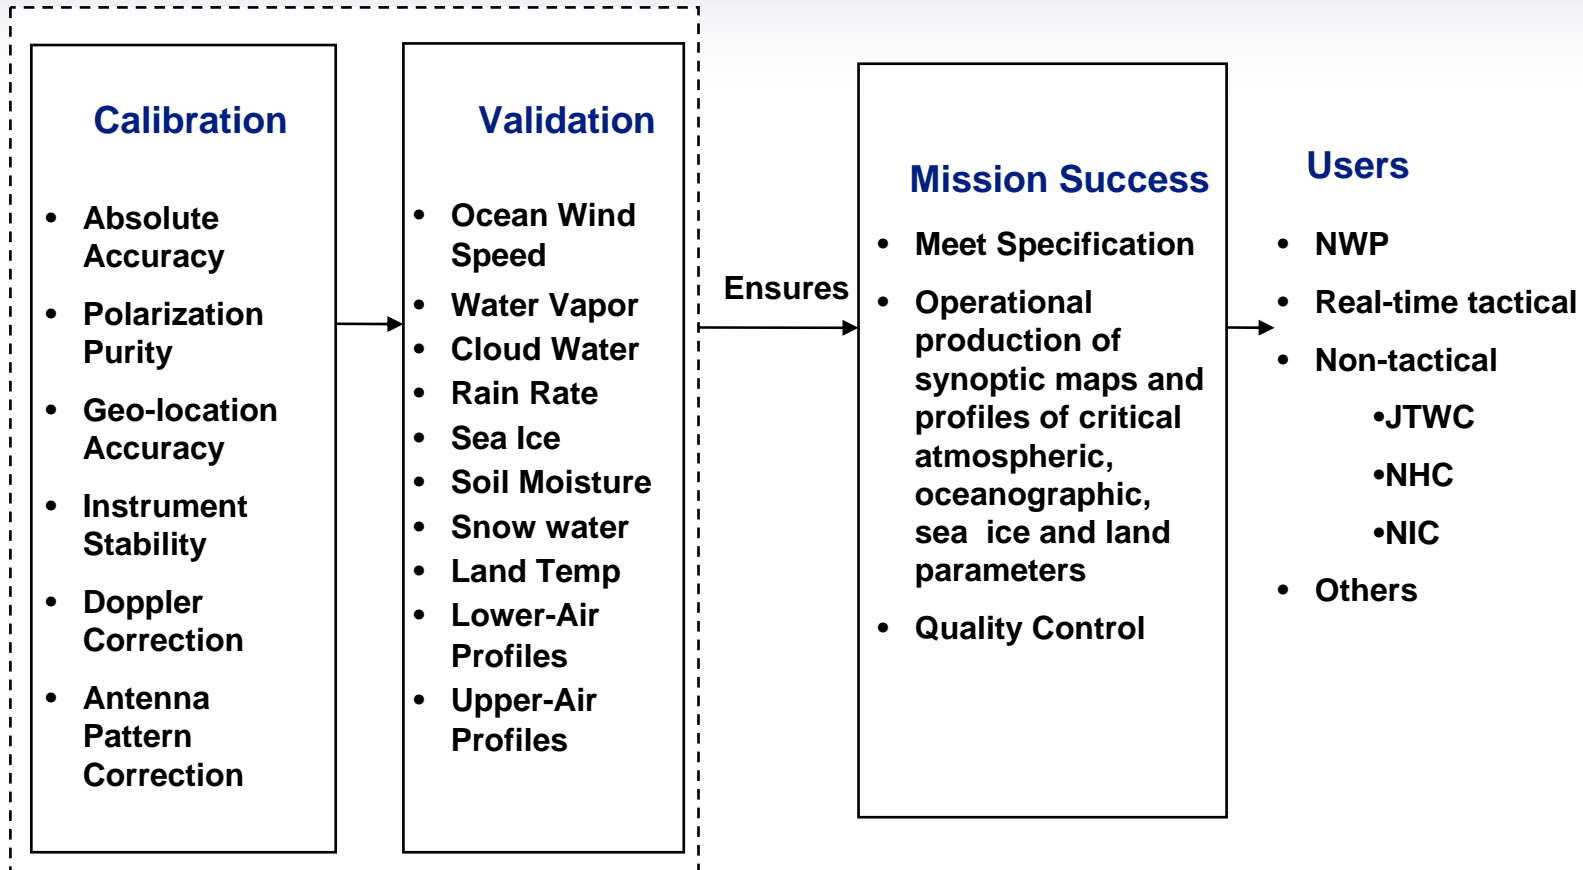 Calibration
• Absolute
Accuracy
• Polarization
Purity
• Geo-location
Accuracy
• Instrument
Stability
• Doppler
Correction
• Antenna
Pattern
Correction
Validation
• Ocean Wind
Speed
• Water Vapor
• Cloud Water
• Rain Rate
• Sea Ice
• Soil Moisture
• Snow water
• Land Temp
• Lower-Air
Profiles
• Upper-Air
Profiles
Ensures
Mission Success
• Meet Specification
• Operational
production of
synoptic maps and
profiles of critical
atmospheric,
oceanographic,
sea ice and land
parameters
• Quality Control
Users
• NWP
• Real-time tactical
• Non-tactical
•JTWC
•NHC
•NIC
• Others